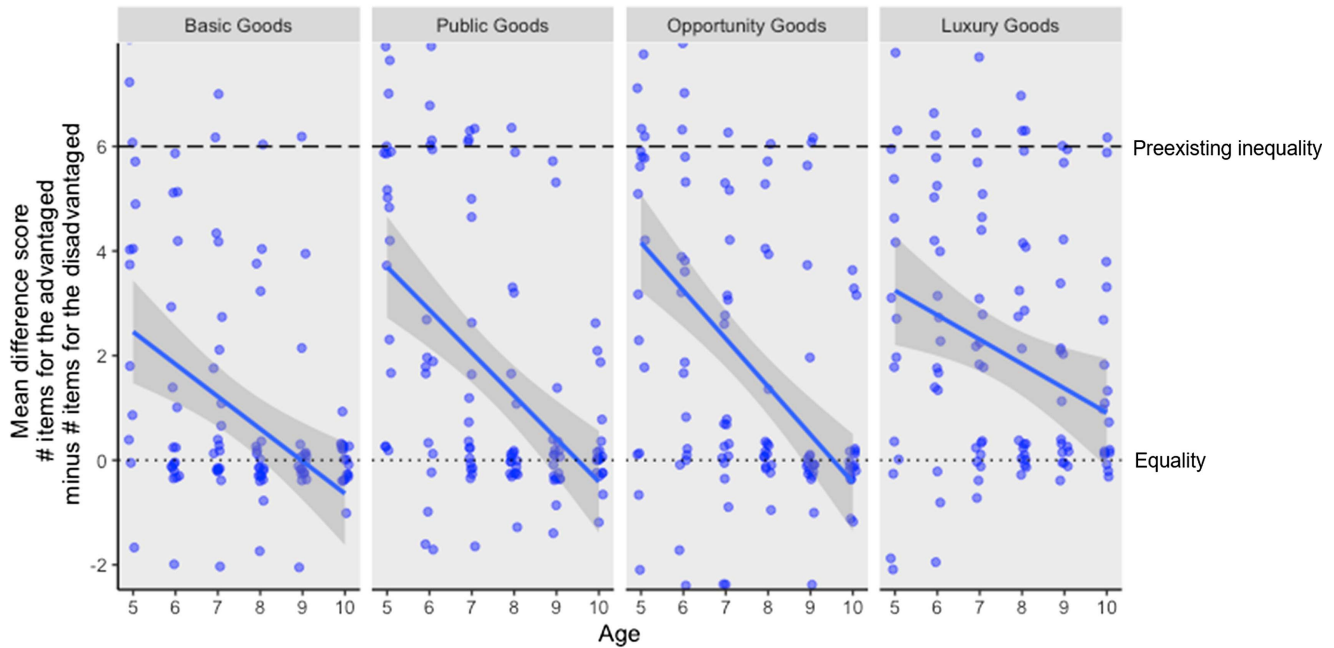 Basic Goods
Public Goods
Opportunity Goods
Luxury Goods
Mean difference score
# items for the advantaged
minus # items for the disadvantaged
6
4
2
0
-2
Preexisting inequality
Equality
5 6 7 8 9 10
5 6 7 8 9 10
5 6 7 8 9 10
5 6 7 8 9 10
Age